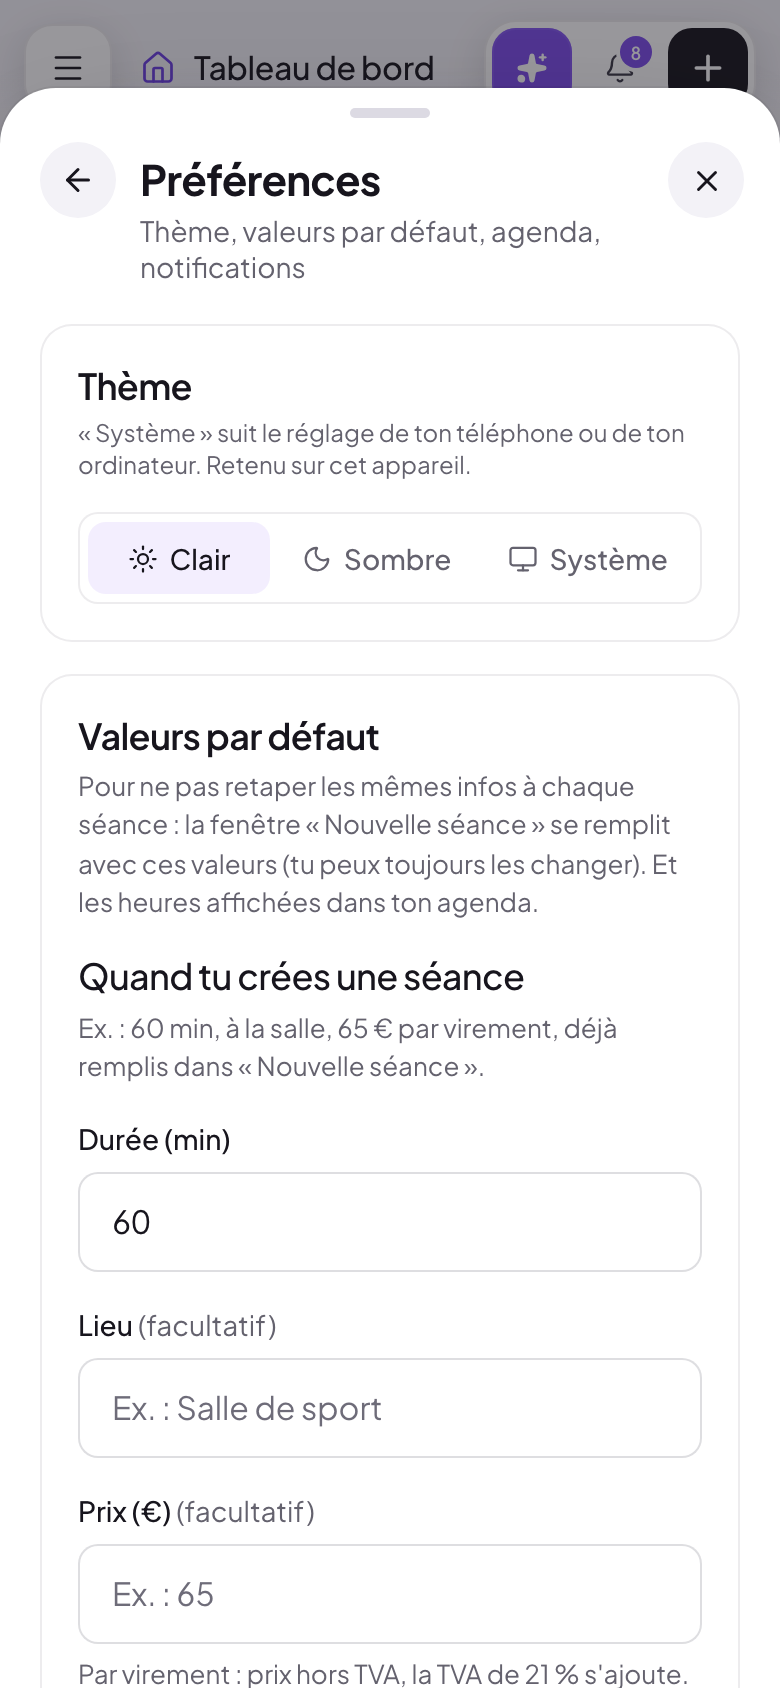 Tableau de bord
8
Préférences
Thème, valeurs par défaut, agenda,
notifications
Thème
« Système » suit le réglage de ton téléphone ou de ton
ordinateur. Retenu sur cet appareil.
Clair
Sombre
Système
Valeurs par défaut
Pour ne pas retaper les mêmes infos à chaque
séance : la fenêtre « Nouvelle séance » se remplit
avec ces valeurs (tu peux toujours les changer). Et
les heures affichées dans ton agenda.
Quand tu crées une séance
Ex. : 60 min, à la salle, 65 € par virement, déjà
remplis dans « Nouvelle séance ».
Durée (min)
60
Lieu (facultatif)
Ex. : Salle de sport
Prix (€) (facultatif)
Ex. : 65
Par virement : prix hors TVA, la TVA de 21 % s'ajoute.